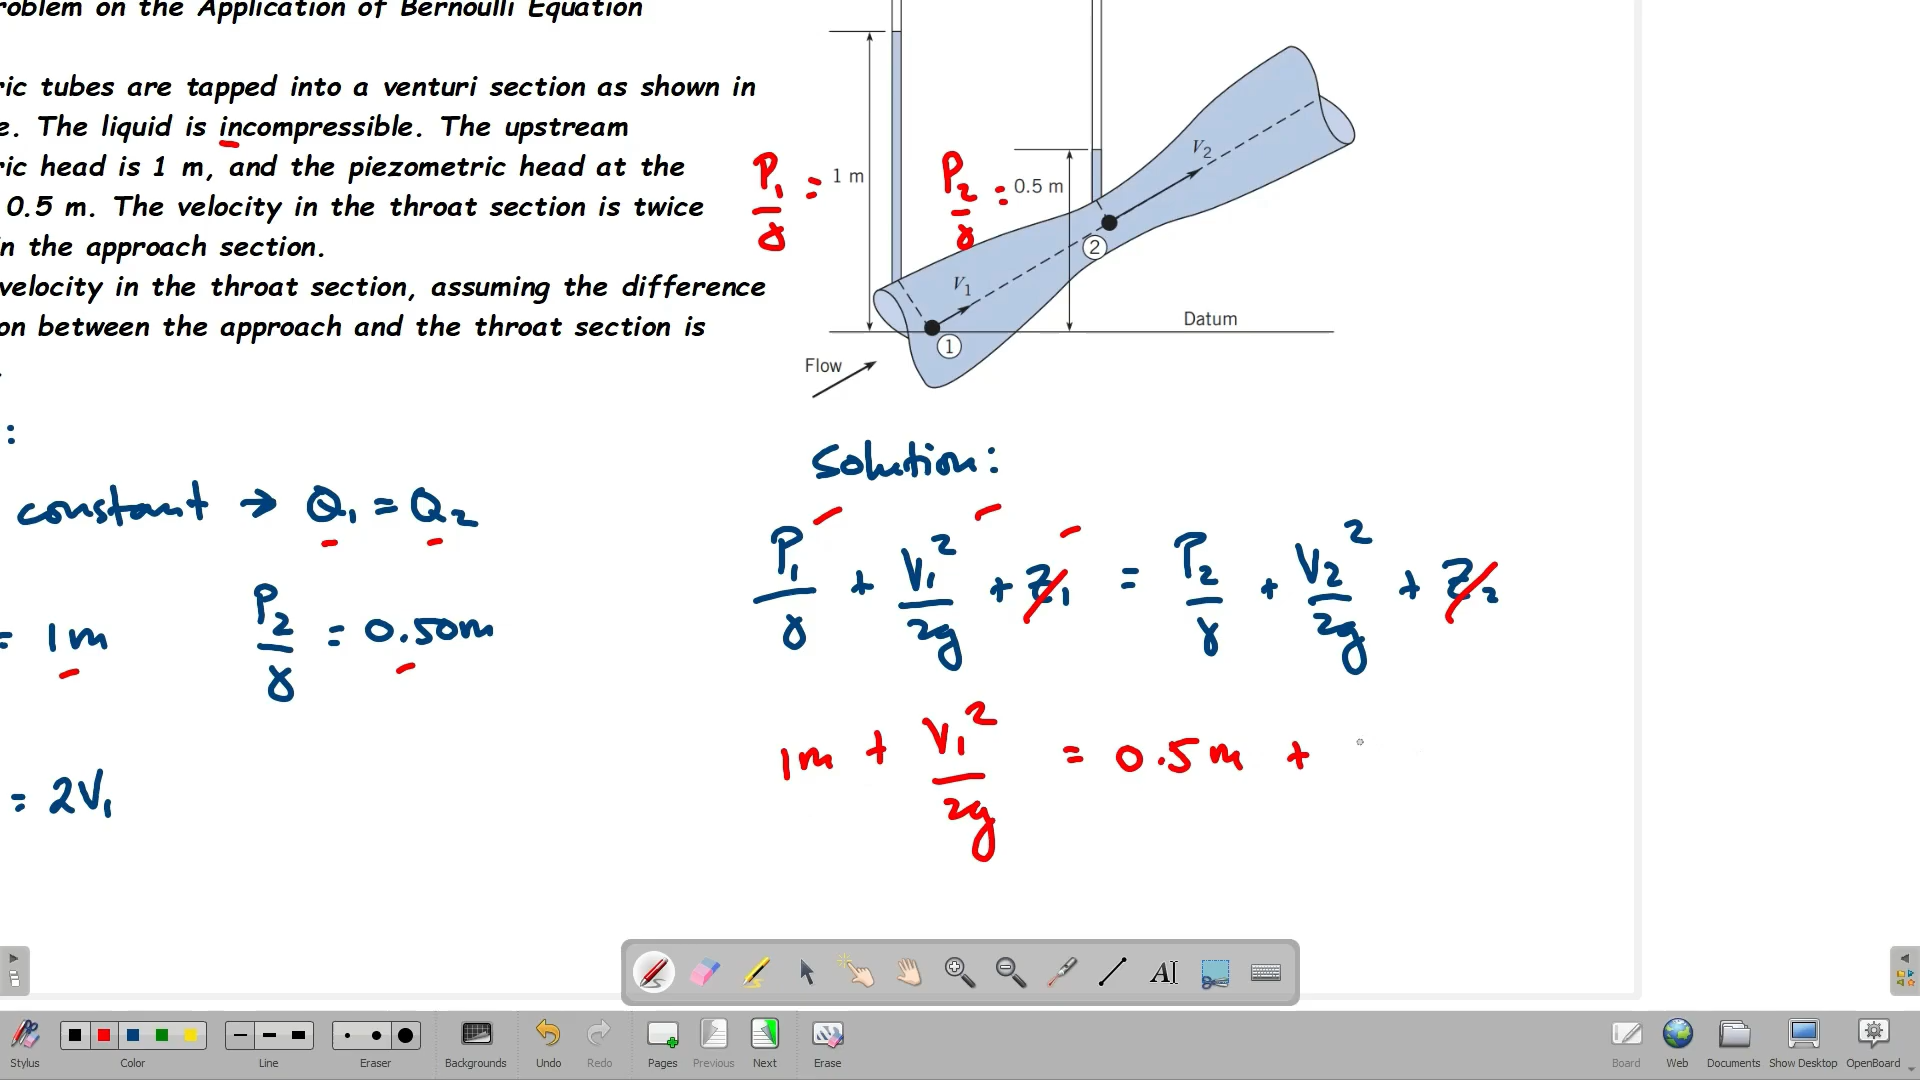 roblem on the Application of Bernoulli Equation
ric tubes are tapped into a venturi section as shown in
e. The liquid is incompressible. The upstream
ric head is 1 m, and the piezometric head at the
0.5 m. The velocity in the throat section is twice
n the approach section.
velocity in the throat section, assuming the difference
on between the approach and the throat section is
.
P₁/γ = 1 m
P₂/γ = 0.5 m
V₂
2
V₁
1
Datum
Flow
:
constant → Q₁ = Q₂
= 1m P₂/γ = 0.50m
= 2V₁
Solution:
P₁/γ + V₁²/2g + Z₁ = P₂/γ + V₂²/2g + Z₂
1m + V₁²/2g = 0.5m +
AI
Stylus
Color
Line
Eraser
Backgrounds
Undo
Redo
Pages
Previous
Next
Erase
Board
Web
Documents
Show Desktop
OpenBoard